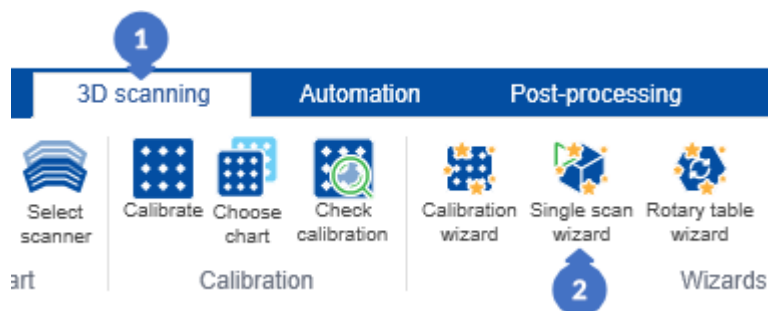 1
3D scanning Automation Post-processing
Select scanner
Calibrate
Choose chart
Check calibration
Calibration wizard
Single scan wizard
Rotary table wizard
art Calibration Wizards
2